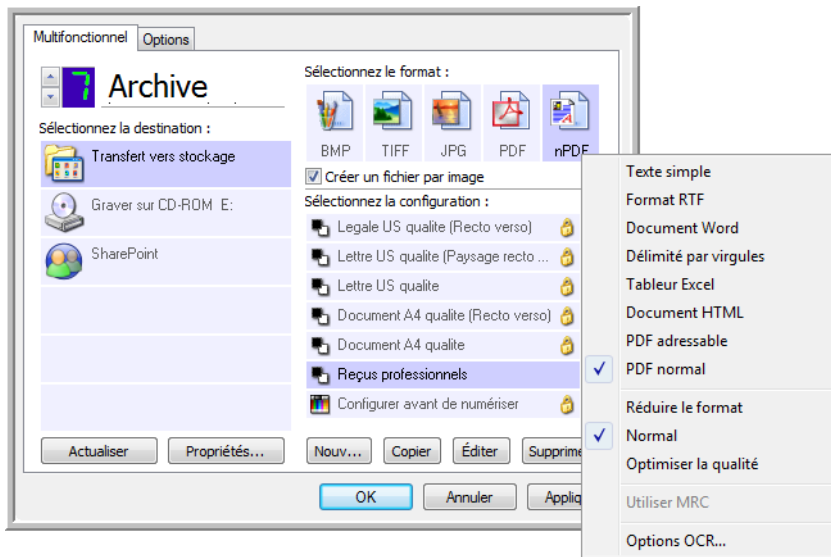 Multifonctionnel
Options
7
Archive
Sélectionnez la destination :
Transfert vers stockage
Graver sur CD-ROM E:
SharePoint
Actualiser
Propriétés...
Sélectionnez le format :
BMP
TIFF
JPG
PDF
nPDF
Créer un fichier par image
Sélectionnez la configuration :
Legale US qualite (Recto verso)
Lettre US qualite (Paysage recto ...
Lettre US qualite
Document A4 qualite (Recto verso)
Document A4 qualite
Reçus professionnels
Configurer avant de numériser
Nouv...
Copier
Éditer
Supprime
OK
Annuler
Appliq
Texte simple
Format RTF
Document Word
Délimité par virgules
Tableur Excel
Document HTML
PDF adressable
PDF normal
Réduire le format
Normal
Optimiser la qualité
Utiliser MRC
Options OCR...